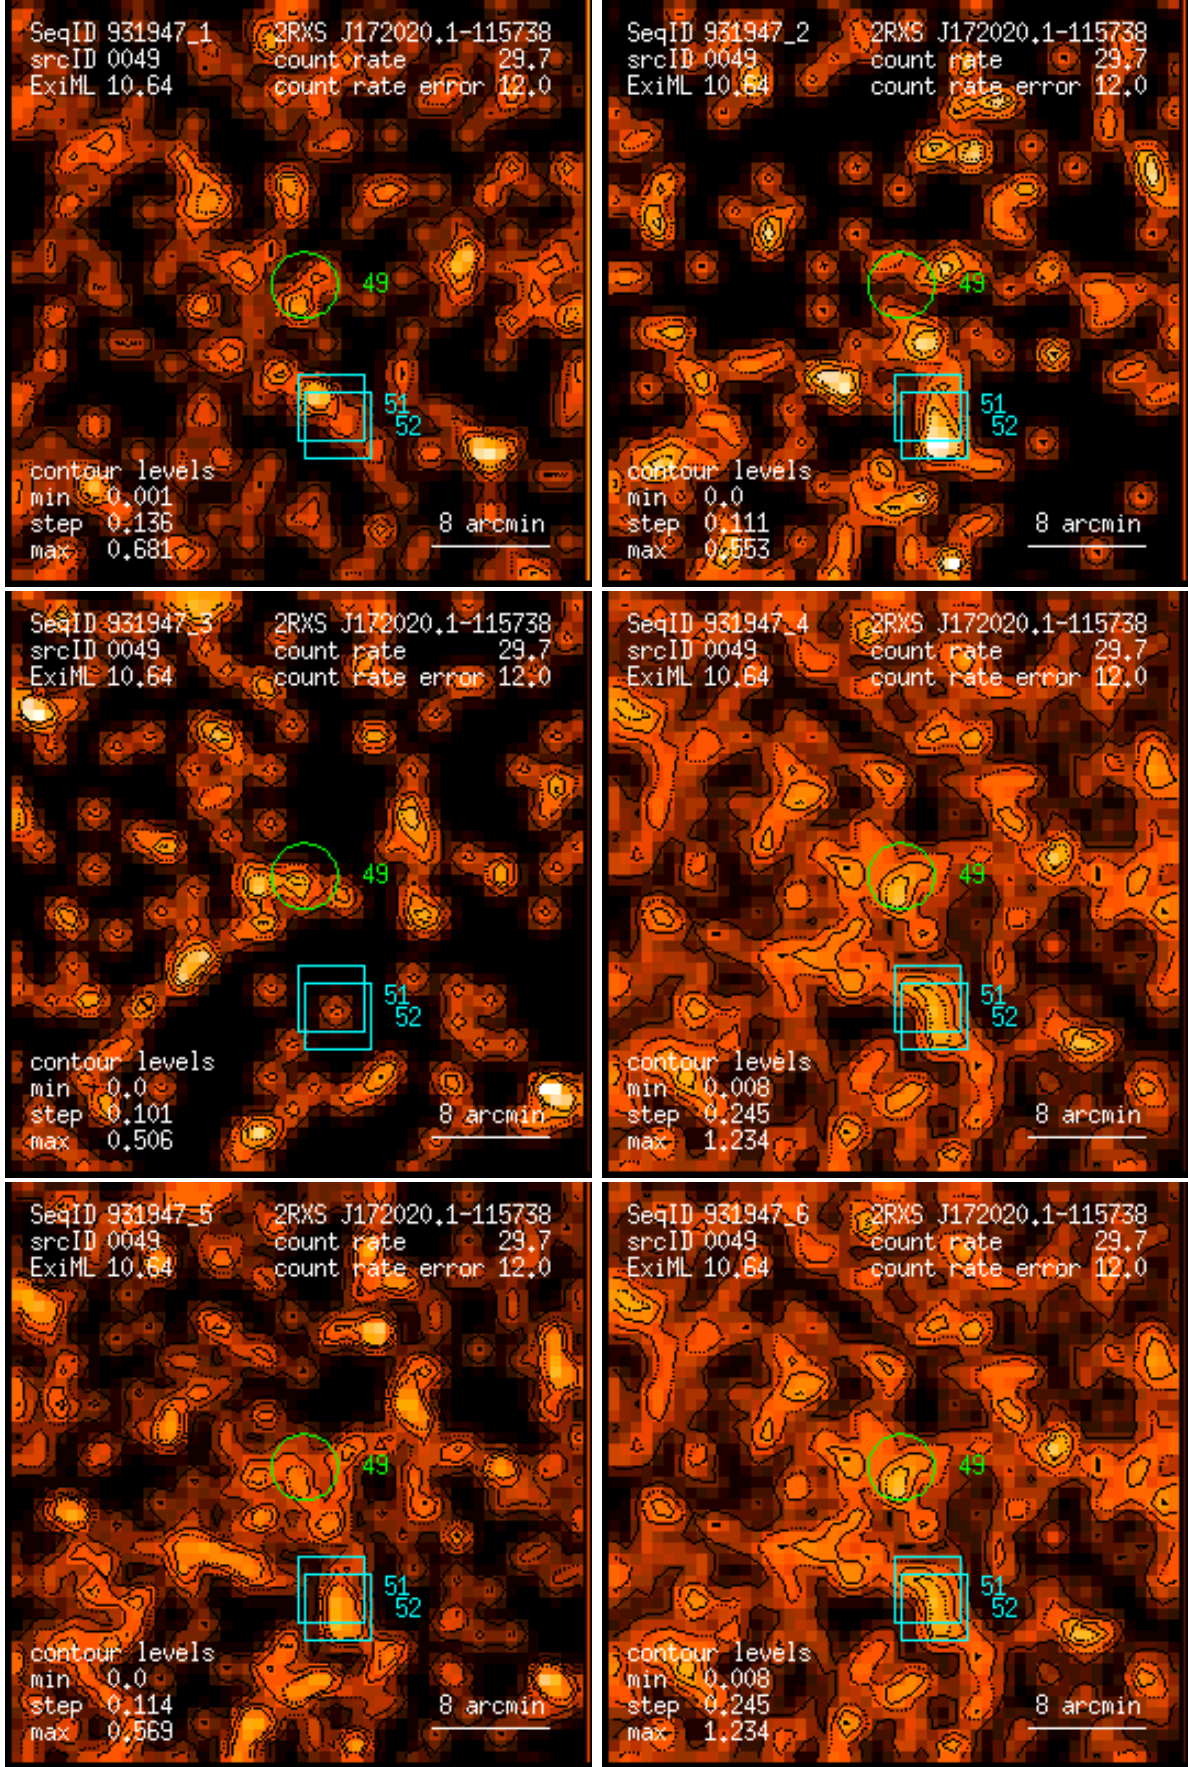 SeqID 931947_1 2RXS J172020.1-115738
srcID 0049 count rate 29.7
ExiML 10.64 count rate error 12.0
49
51
52
contour levels
min 0.001
step 0.136
max 0.681
8 arcmin
SeqID 931947_2 2RXS J172020.1-115738
srcID 0049 count rate 29.7
ExiML 10.64 count rate error 12.0
49
51
52
contour levels
min 0.0
step 0.111
max 0.553
8 arcmin
SeqID 931947_3 2RXS J172020.1-115738
srcID 0049 count rate 29.7
ExiML 10.64 count rate error 12.0
49
51
52
contour levels
min 0.0
step 0.101
max 0.506
8 arcmin
SeqID 931947_4 2RXS J172020.1-115738
srcID 0049 count rate 29.7
ExiML 10.64 count rate error 12.0
49
51
52
contour levels
min 0.008
step 0.245
max 1.234
8 arcmin
SeqID 931947_5 2RXS J172020.1-115738
srcID 0049 count rate 29.7
ExiML 10.64 count rate error 12.0
49
51
52
contour levels
min 0.0
step 0.114
max 0.569
8 arcmin
SeqID 931947_6 2RXS J172020.1-115738
srcID 0049 count rate 29.7
ExiML 10.64 count rate error 12.0
49
51
52
contour levels
min 0.008
step 0.245
max 1.234
8 arcmin